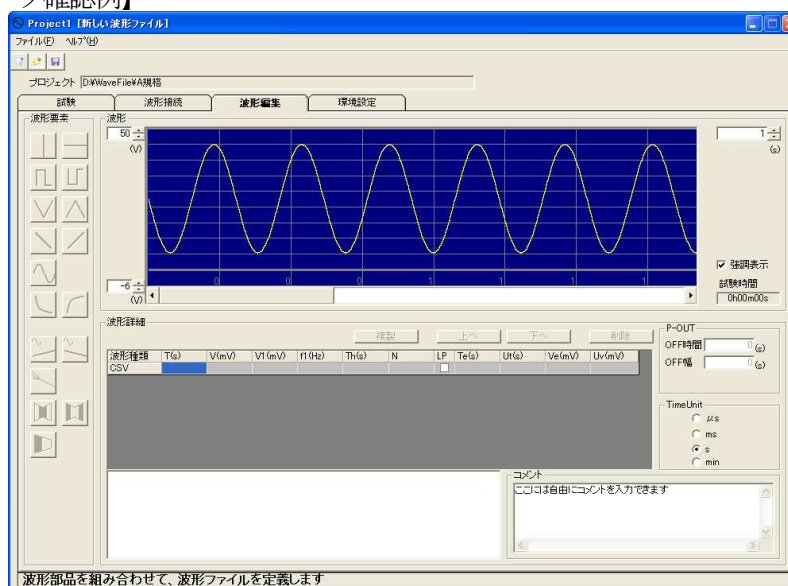 ク確認例】
Project1 [新しい波形ファイル]
ファイル(F) ヘルプ(H)
プロジェクト D:¥WaveFile¥A規格
試験 波形接続 波形編集 環境設定
波形要素 波形
50 1
(V) (s)
0 0 0 1 1 1
強調表示
試験時間
-6
(V)
0h00m00s
波形詳細
複製 上へ 下へ 削除
波形種類 T(s) V(mV) V1(mV) f1(Hz) Th(s) N LP Te(s) Ut(s) Ve(mV) Uv(mV)
CSV
P-OUT
OFF時間 0 (s)
OFF幅 0 (s)
TimeUnit
μs
ms
s
min
コメント
ここには自由にコメントを入力できます
波形部品を組み合わせて、波形ファイルを定義します